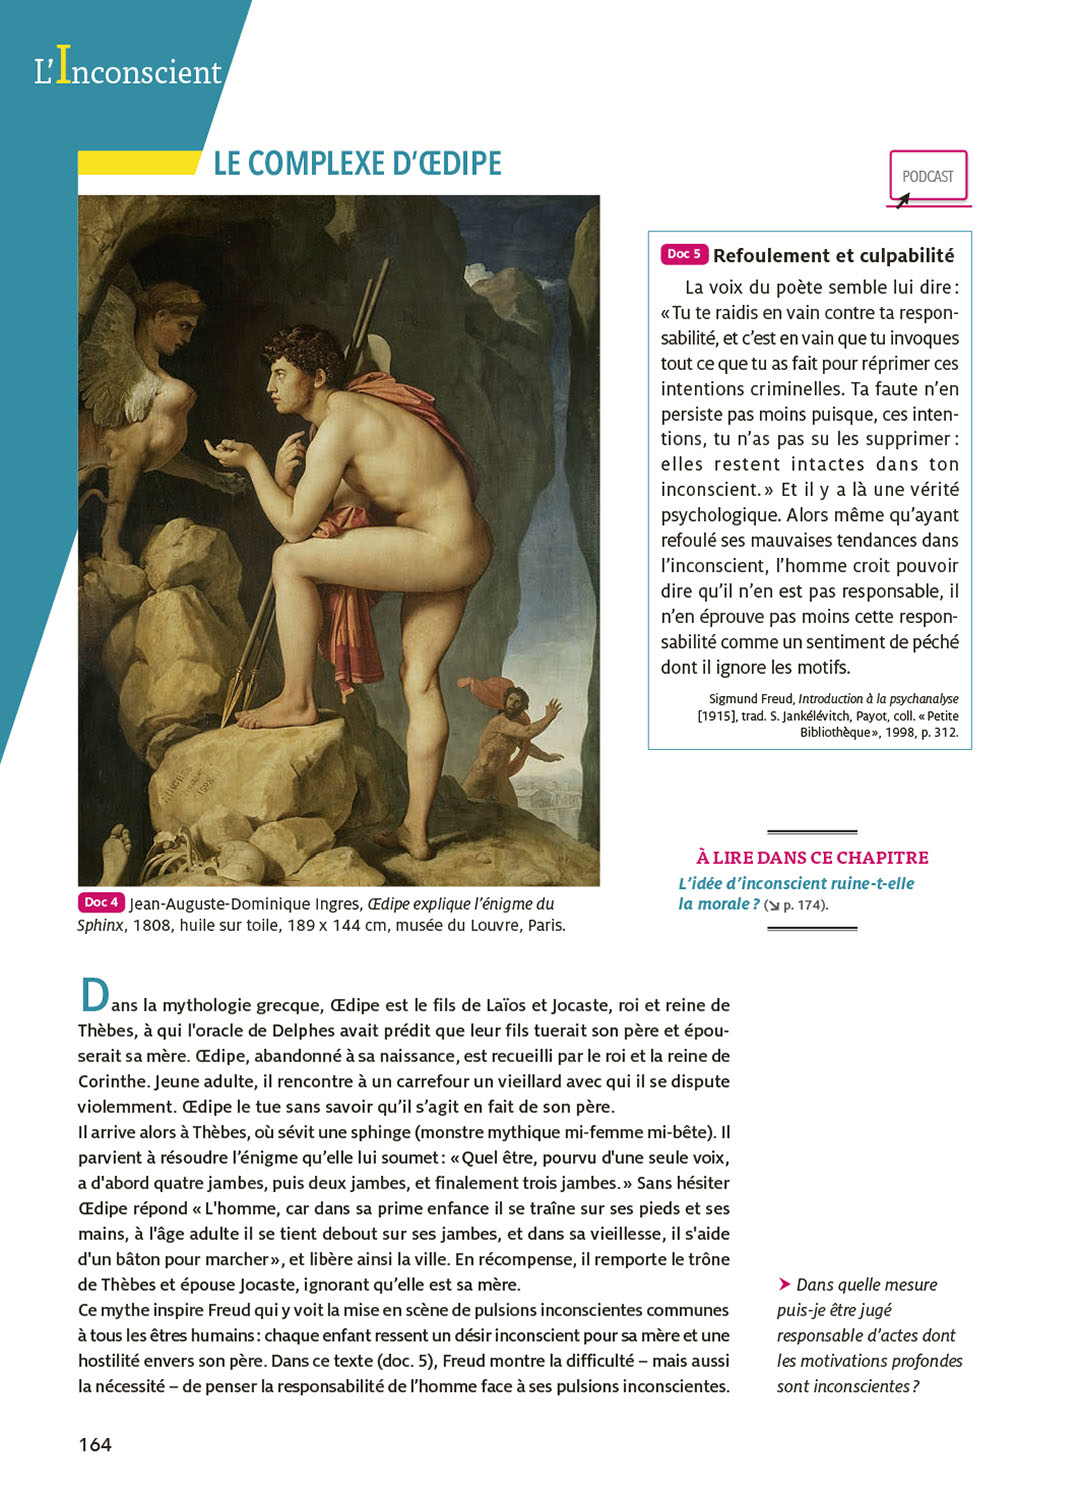 L'Inconscient
LE COMPLEXE D'ŒDIPE
PODCAST
Doc 5 Refoulement et culpabilité
La voix du poète semble lui dire :
« Tu te raidis en vain contre ta respon-
sabilité, et c'est en vain que tu invoques
tout ce que tu as fait pour réprimer ces
intentions criminelles. Ta faute n'en
persiste pas moins puisque, ces inten-
tions, tu n'as pas su les supprimer :
elles restent intactes dans ton
inconscient. » Et il y a là une vérité
psychologique. Alors même qu'ayant
refoulé ses mauvaises tendances dans
l'inconscient, l'homme croit pouvoir
dire qu'il n'en est pas responsable, il
n'en éprouve pas moins cette respon-
sabilité comme un sentiment de péché
dont il ignore les motifs.
Sigmund Freud, Introduction à la psychanalyse
[1915], trad. S. Jankélévitch, Payot, coll. « Petite
Bibliothèque », 1998, p. 312.
À LIRE DANS CE CHAPITRE
L'idée d'inconscient ruine-t-elle
la morale ? (↘ p. 174).
INGRES
1808
Doc 4 Jean-Auguste-Dominique Ingres, Œdipe explique l'énigme du
Sphinx, 1808, huile sur toile, 189 x 144 cm, musée du Louvre, Paris.
Dans la mythologie grecque, Œdipe est le fils de Laïos et Jocaste, roi et reine de
Thèbes, à qui l'oracle de Delphes avait prédit que leur fils tuerait son père et épou-
serait sa mère. Œdipe, abandonné à sa naissance, est recueilli par le roi et la reine de
Corinthe. Jeune adulte, il rencontre à un carrefour un vieillard avec qui il se dispute
violemment. Œdipe le tue sans savoir qu'il s'agit en fait de son père.
Il arrive alors à Thèbes, où sévit une sphinge (monstre mythique mi-femme mi-bête). Il
parvient à résoudre l'énigme qu'elle lui soumet : « Quel être, pourvu d'une seule voix,
a d'abord quatre jambes, puis deux jambes, et finalement trois jambes. » Sans hésiter
Œdipe répond « L'homme, car dans sa prime enfance il se traîne sur ses pieds et ses
mains, à l'âge adulte il se tient debout sur ses jambes, et dans sa vieillesse, il s'aide
d'un bâton pour marcher », et libère ainsi la ville. En récompense, il remporte le trône
de Thèbes et épouse Jocaste, ignorant qu'elle est sa mère.
Ce mythe inspire Freud qui y voit la mise en scène de pulsions inconscientes communes
à tous les êtres humains : chaque enfant ressent un désir inconscient pour sa mère et une
hostilité envers son père. Dans ce texte (doc. 5), Freud montre la difficulté – mais aussi
la nécessité – de penser la responsabilité de l'homme face à ses pulsions inconscientes.
➤ Dans quelle mesure
puis-je être jugé
responsable d'actes dont
les motivations profondes
sont inconscientes ?
164